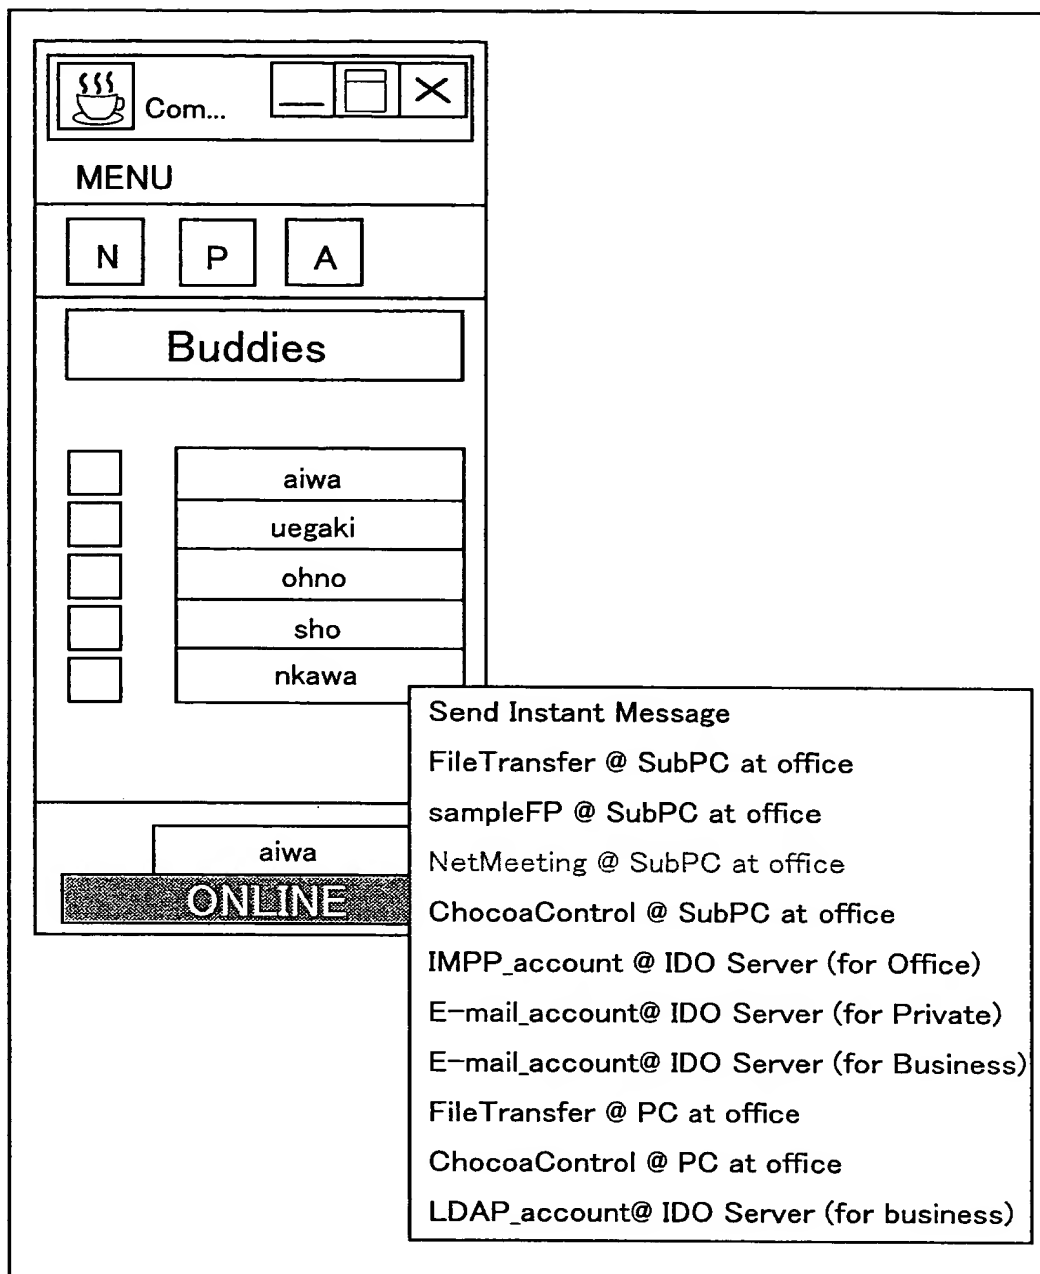 Com...
MENU
N P A
Buddies
aiwa
uegaki
ohno
sho
nkawa
Send Instant Message
FileTransfer @ SubPC at office
sampleFP @ SubPC at office
NetMeeting @ SubPC at office
ChocoaControl @ SubPC at office
IMPP_account @ IDO Server (for Office)
E-mail_account@ IDO Server (for Private)
E-mail_account@ IDO Server (for Business)
FileTransfer @ PC at office
ChocoaControl @ PC at office
LDAP_account@ IDO Server (for business)
aiwa
ONLINE